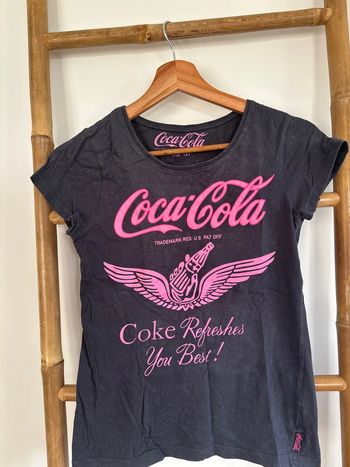 Coca-Cola
Coca-Cola
TRADEMARK REG. U.S. PAT. OFF
Coke Refreshes
You Best!